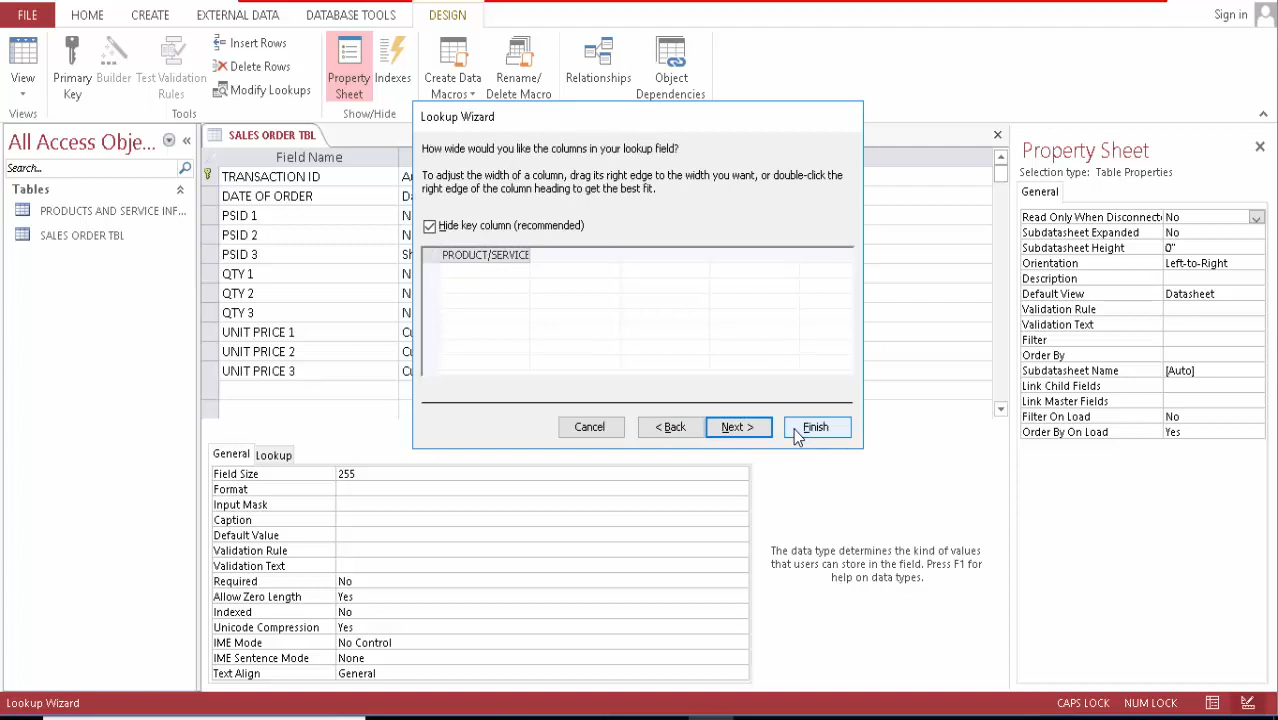 FILE HOME CREATE EXTERNAL DATA DATABASE TOOLS DESIGN Sign in
View
Views
Primary Key
Builder
Test Validation Rules
Insert Rows
Delete Rows
Modify Lookups
Tools
Property Sheet
Indexes
Show/Hide
Create Data Macros
Rename/ Delete Macro
Relationships
Object Dependencies
All Access Obje...
Search...
Tables
PRODUCTS AND SERVICE INF...
SALES ORDER TBL
SALES ORDER TBL
Field Name
TRANSACTION ID
DATE OF ORDER
PSID 1 N
PSID 2 N
PSID 3 Sh
QTY 1 N
QTY 2 N
QTY 3 N
UNIT PRICE 1
UNIT PRICE 2
UNIT PRICE 3
Lookup Wizard
How wide would you like the columns in your lookup field?
To adjust the width of a column, drag its right edge to the width you want, or double-click the
right edge of the column heading to get the best fit.
Hide key column (recommended)
PRODUCT/SERVICE
Cancel < Back Next > Finish
General Lookup
Field Size 255
Format
Input Mask
Caption
Default Value
Validation Rule
Validation Text
Required No
Allow Zero Length Yes
Indexed No
Unicode Compression Yes
IME Mode No Control
IME Sentence Mode None
Text Align General
The data type determines the kind of values
that users can store in the field. Press F1 for
help on data types.
Property Sheet
Selection type: Table Properties
General
Read Only When Disconnecte No
Subdatasheet Expanded No
Subdatasheet Height 0"
Orientation Left-to-Right
Description
Default View Datasheet
Validation Rule
Validation Text
Filter
Order By
Subdatasheet Name [Auto]
Link Child Fields
Link Master Fields
Filter On Load No
Order By On Load Yes
Lookup Wizard CAPS LOCK NUM LOCK